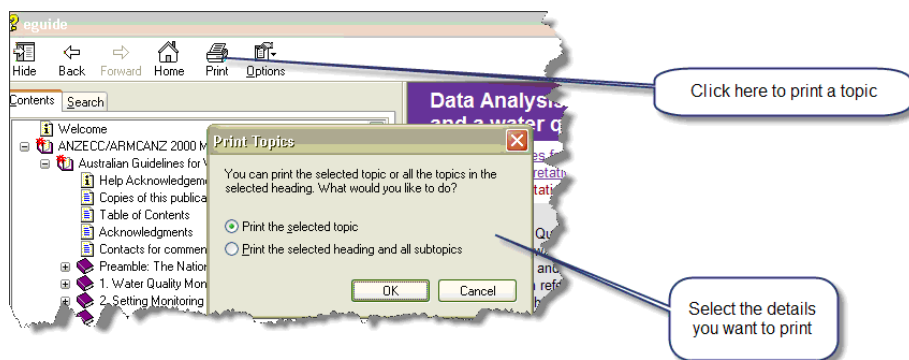 eguide
Hide Back Forward Home Print Options
Contents Search
Click here to print a topic
Data Analysis
and a water q
Welcome
ANZECC/ARMCANZ 2000 M
Australian Guidelines for
Help Acknowledgem
Copies of this publica
Table of Contents
Acknowledgments
Contacts for commen
Preamble: The Nation
1. Water Quality Mon
2. Setting Monitoring
Print Topics
You can print the selected topic or all the topics in the
selected heading. What would you like to do?
Print the selected topic
Print the selected heading and all subtopics
OK Cancel
Select the details
you want to print